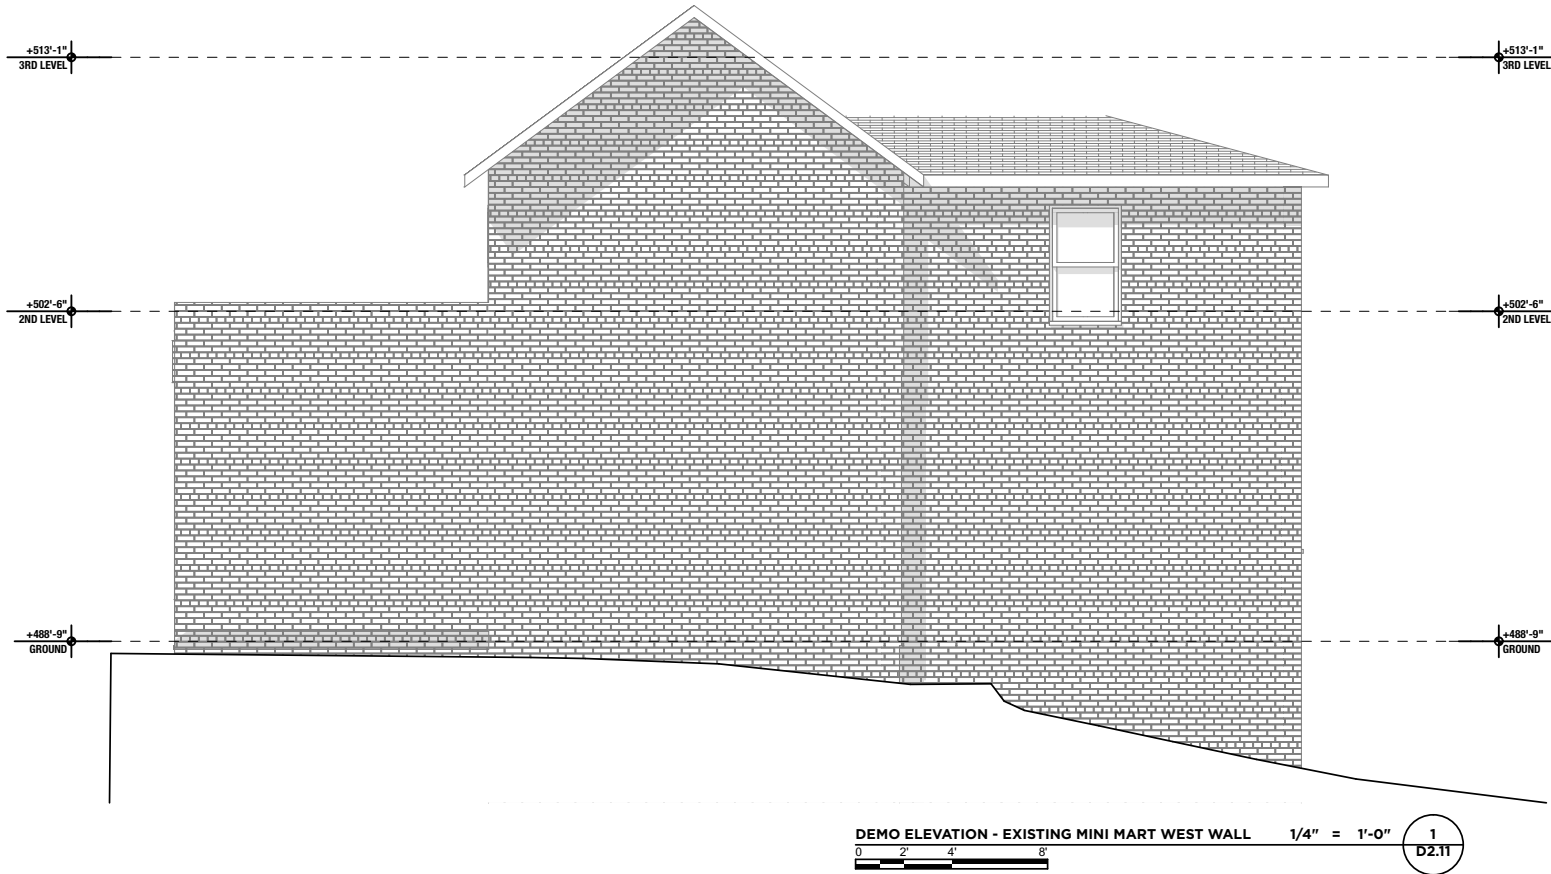 +513'-1"
3RD LEVEL
+513'-1"
3RD LEVEL
+502'-6"
2ND LEVEL
+502'-6"
2ND LEVEL
+488'-9"
GROUND
+488'-9"
GROUND
DEMO ELEVATION - EXISTING MINI MART WEST WALL 1/4" = 1'-0"
1
D2.11
0 2' 4' 8'